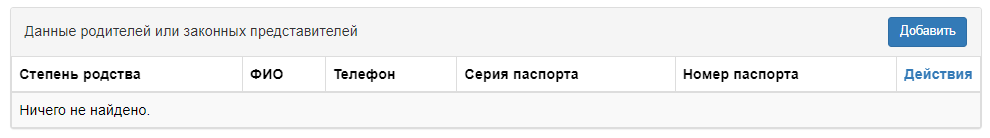 Данные родителей или законных представителей Добавить
Степень родства ФИО Телефон Серия паспорта Номер паспорта Действия
Ничего не найдено.